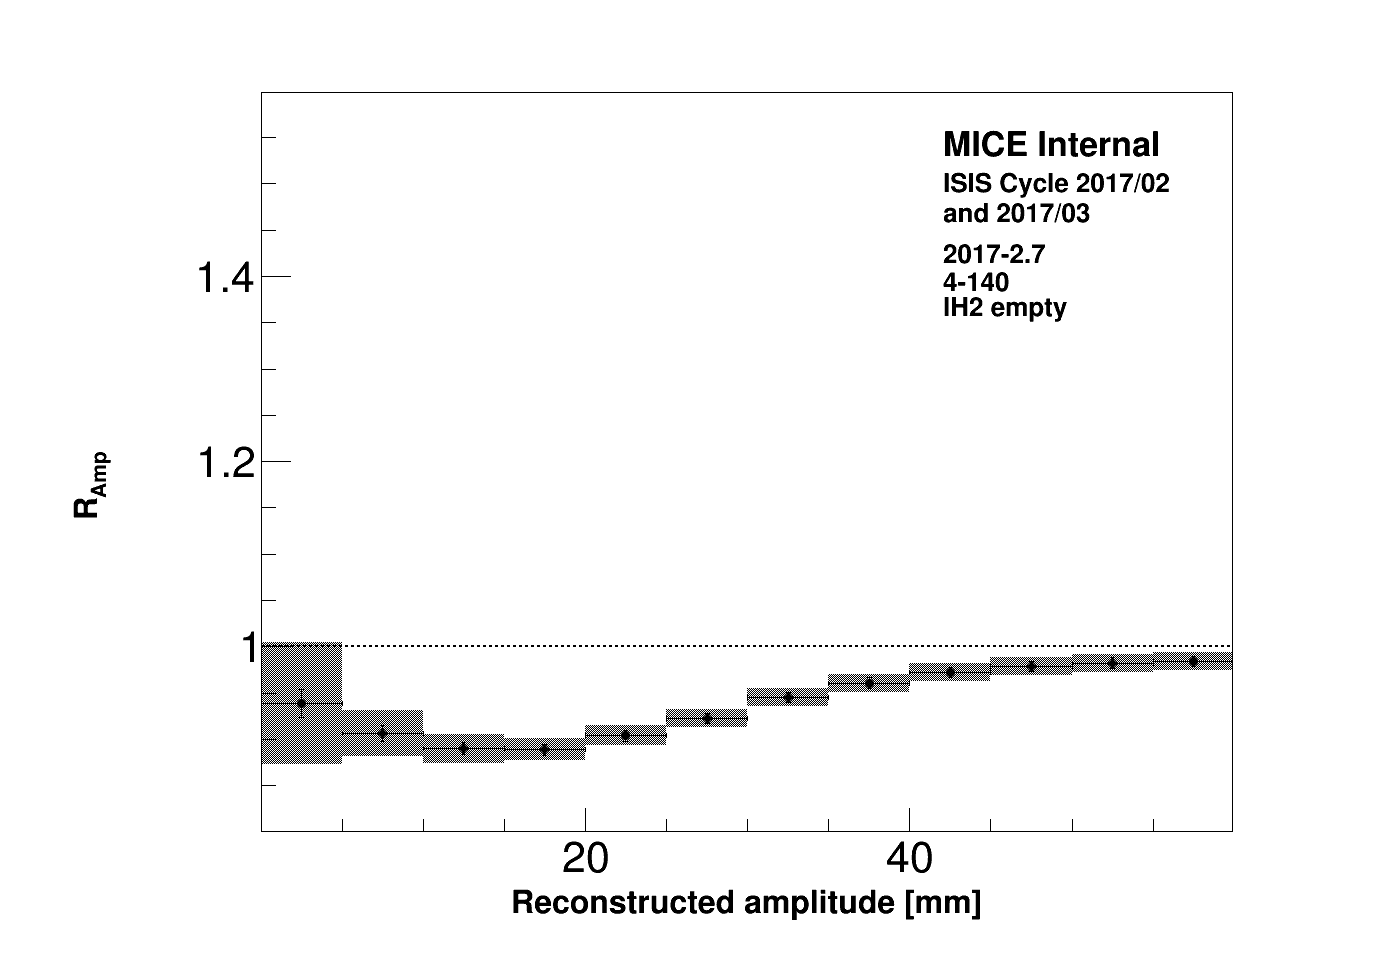 MICE Internal
ISIS Cycle 2017/02
and 2017/03
2017-2.7
4-140
lH2 empty
1.4
1.2
1
R_Amp
20
40
Reconstructed amplitude [mm]